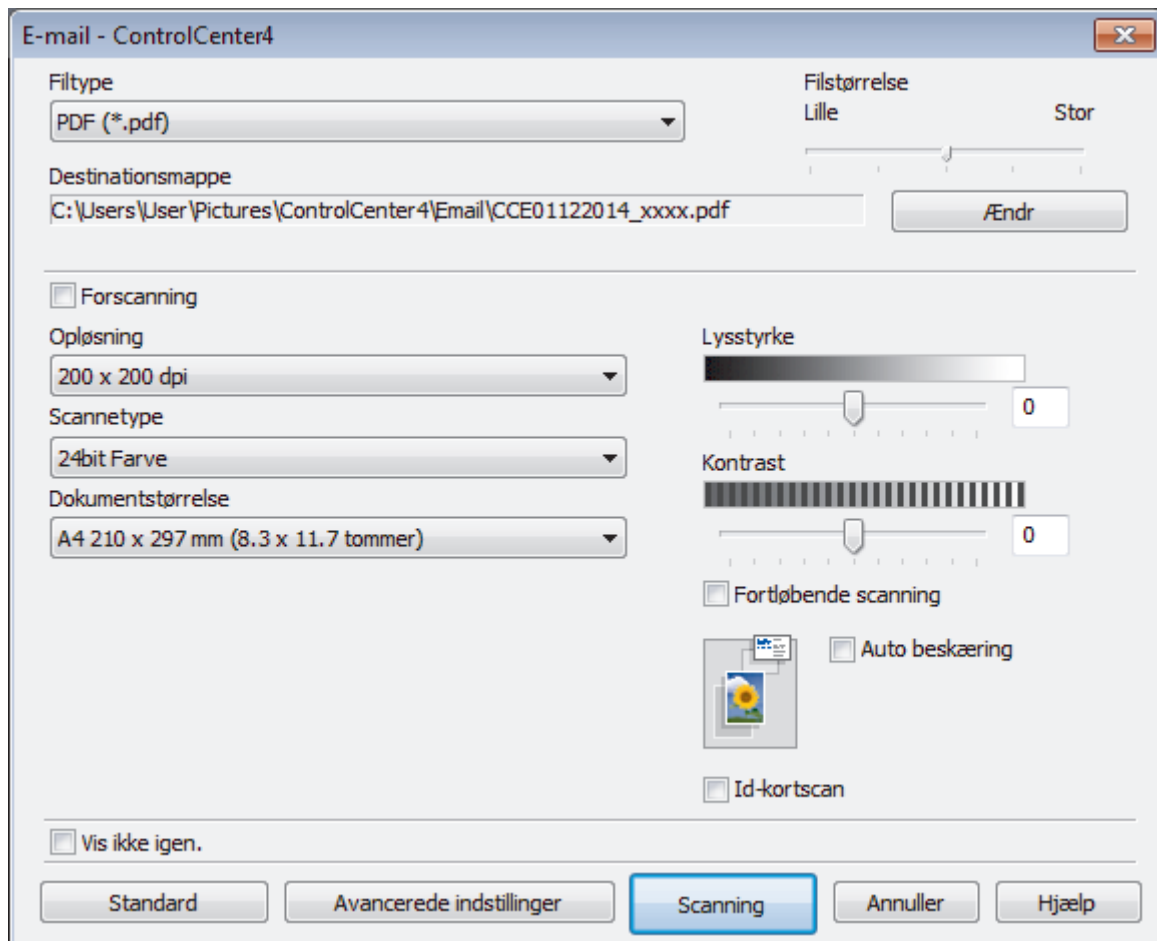 E-mail - ControlCenter4
Filtype
PDF (*.pdf)
Filstørrelse
Lille Stor
Destinationsmappe
C:\Users\User\Pictures\ControlCenter4\Email\CCE01122014_xxxx.pdf
Ændr
Forscanning
Opløsning
200 x 200 dpi
Scannetype
24bit Farve
Dokumentstørrelse
A4 210 x 297 mm (8.3 x 11.7 tommer)
Lysstyrke
0
Kontrast
0
Fortløbende scanning
Auto beskæring
Id-kortscan
Vis ikke igen.
Standard
Avancerede indstillinger
Scanning
Annuller
Hjælp